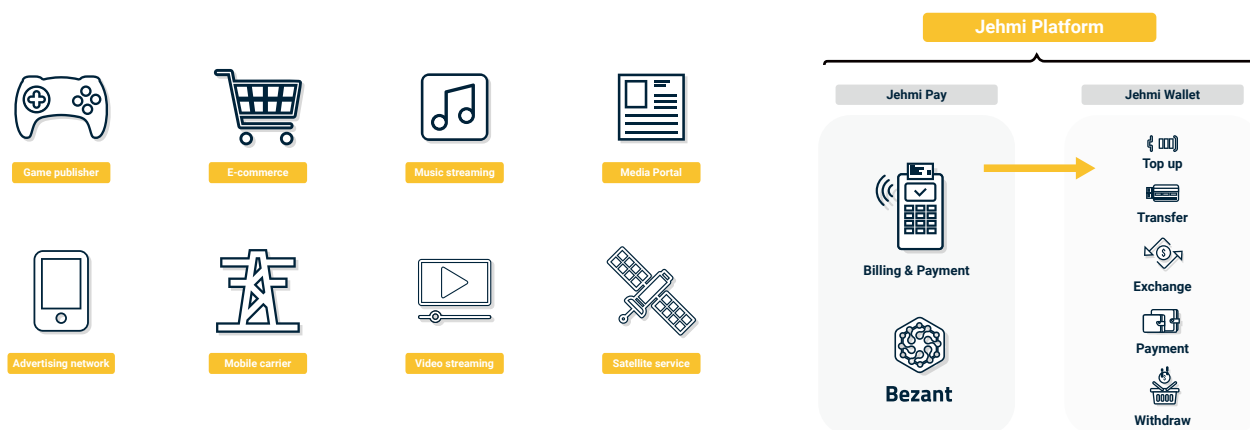 Jehmi Platform
Game publisher
E-commerce
Music streaming
Media Portal
Advertising network
Mobile carrier
Video streaming
Satellite service
Jehmi Pay
Billing & Payment
Bezant
Jehmi Wallet
Top up
Transfer
Exchange
Payment
Withdraw